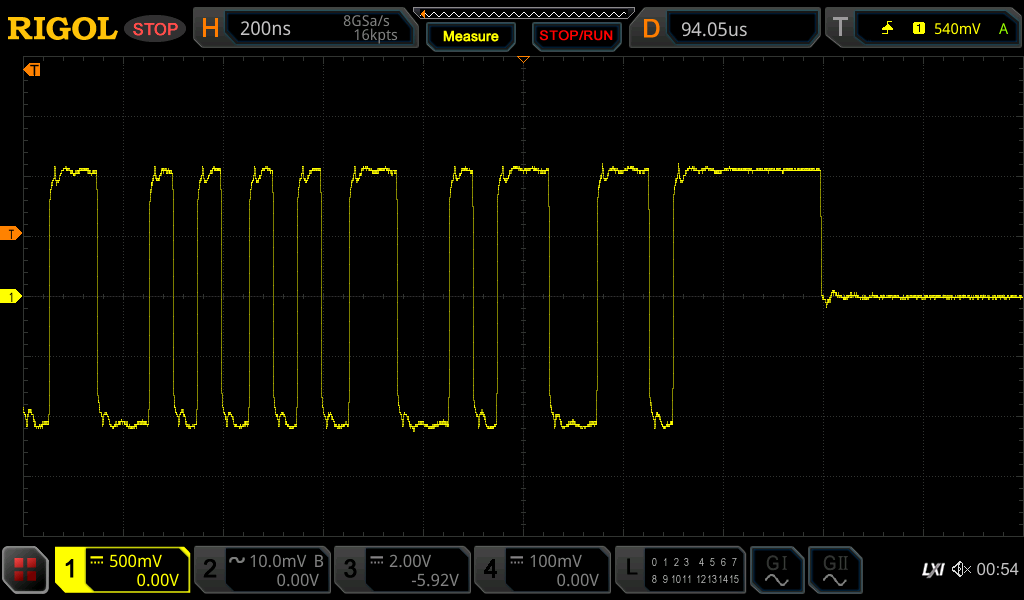 RIGOL STOP H 200ns 8GSa/s 16kpts Measure STOP/RUN D 94.05us T 1 540mV A
T
T
1
1 500mV 0.00V 2 10.0mV B 0.00V 3 2.00V -5.92V 4 100mV 0.00V L 0 1 2 3 4 5 6 7 8 9 10 11 12 13 14 15 GI GII LXI 00:54